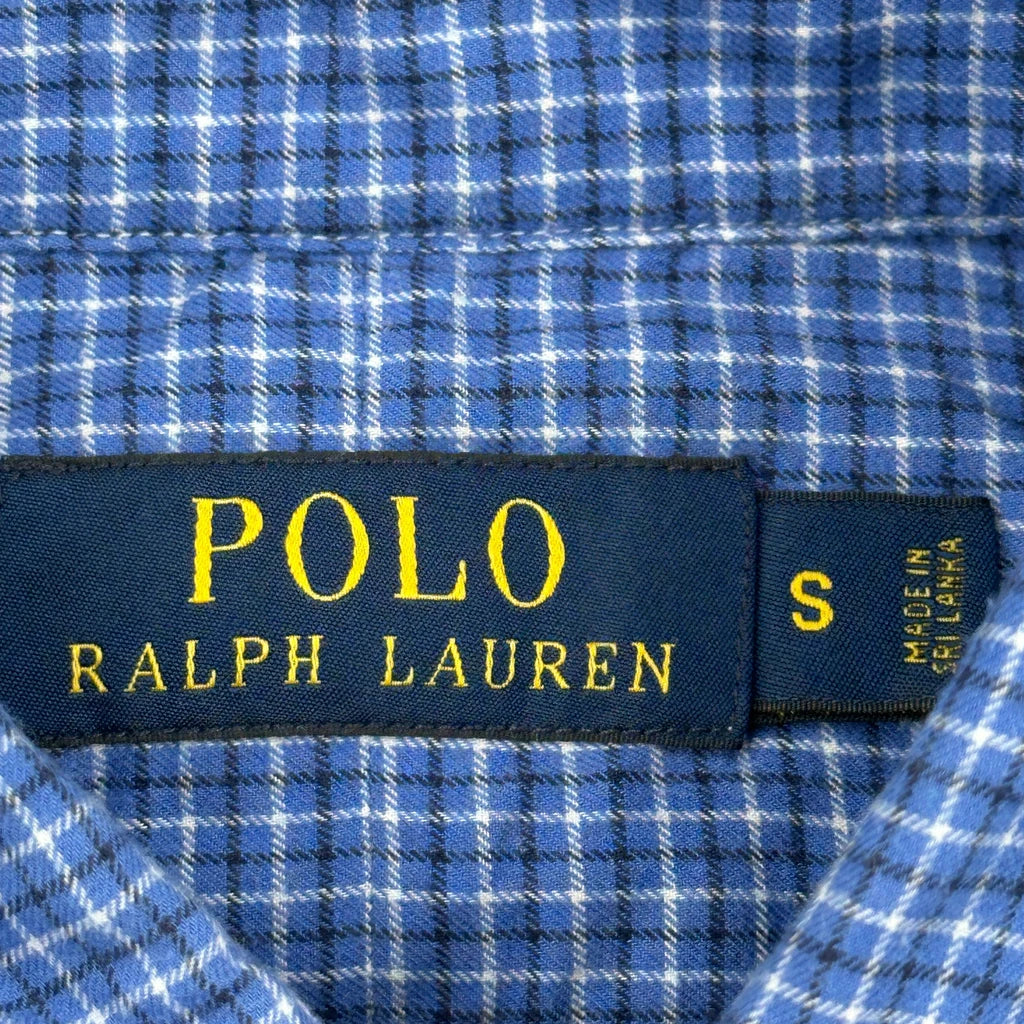 POLO
RALPH LAUREN
S
MADE IN
SRI LANKA